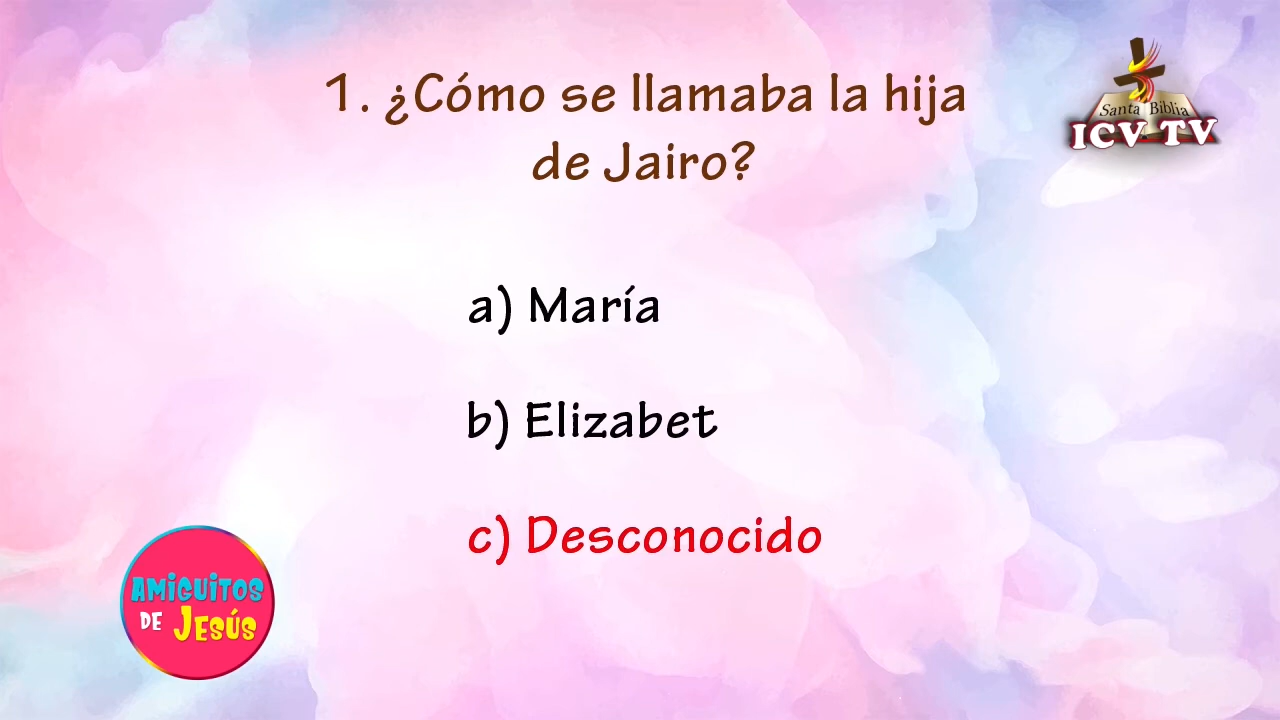 1. ¿Cómo se llamaba la hija
de Jairo?
Santa Biblia
ICV TV
a) María
b) Elizabet
c) Desconocido
AMiGUiTOS
DE JESÚS